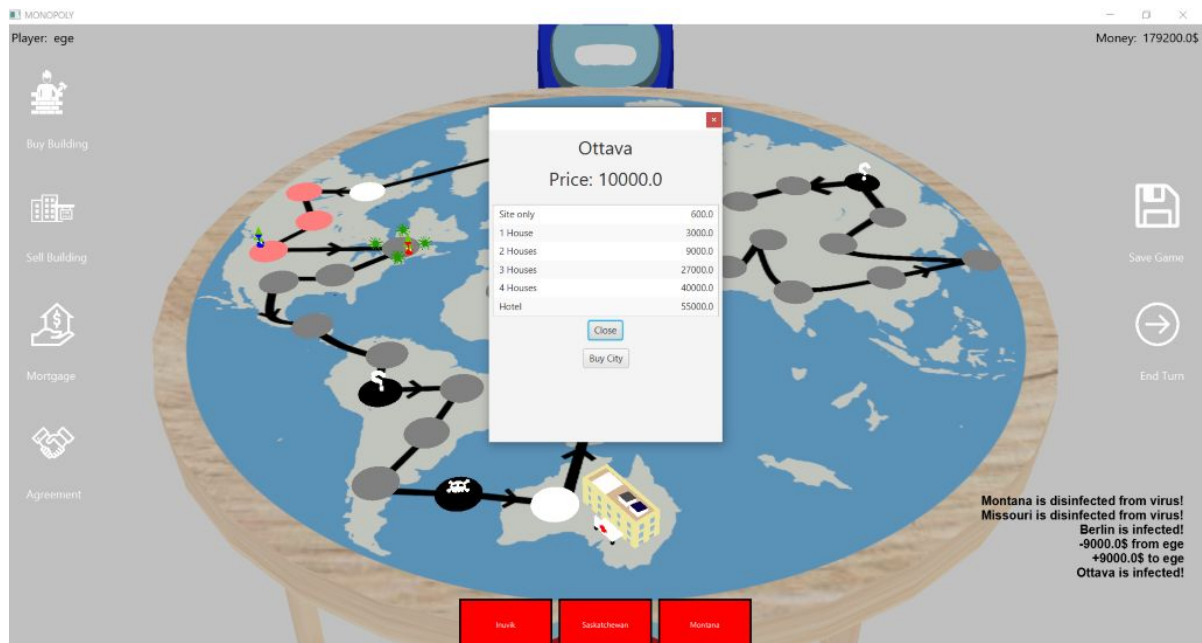 MONOPOLY
Player: ege
Money: 179200.0$
Buy Building
Sell Building
Mortgage
Agreement
Ottava
Price: 10000.0
Site only 600.0
1 House 3000.0
2 Houses 9000.0
3 Houses 27000.0
4 Houses 40000.0
Hotel 55000.0
Close
Buy City
Save Game
End Turn
Montana is disinfected from virus!
Missouri is disinfected from virus!
Berlin is infected!
-9000.0$ from ege
+9000.0$ to ege
Ottava is infected!
Inuvik
Saskatchewan
Montana